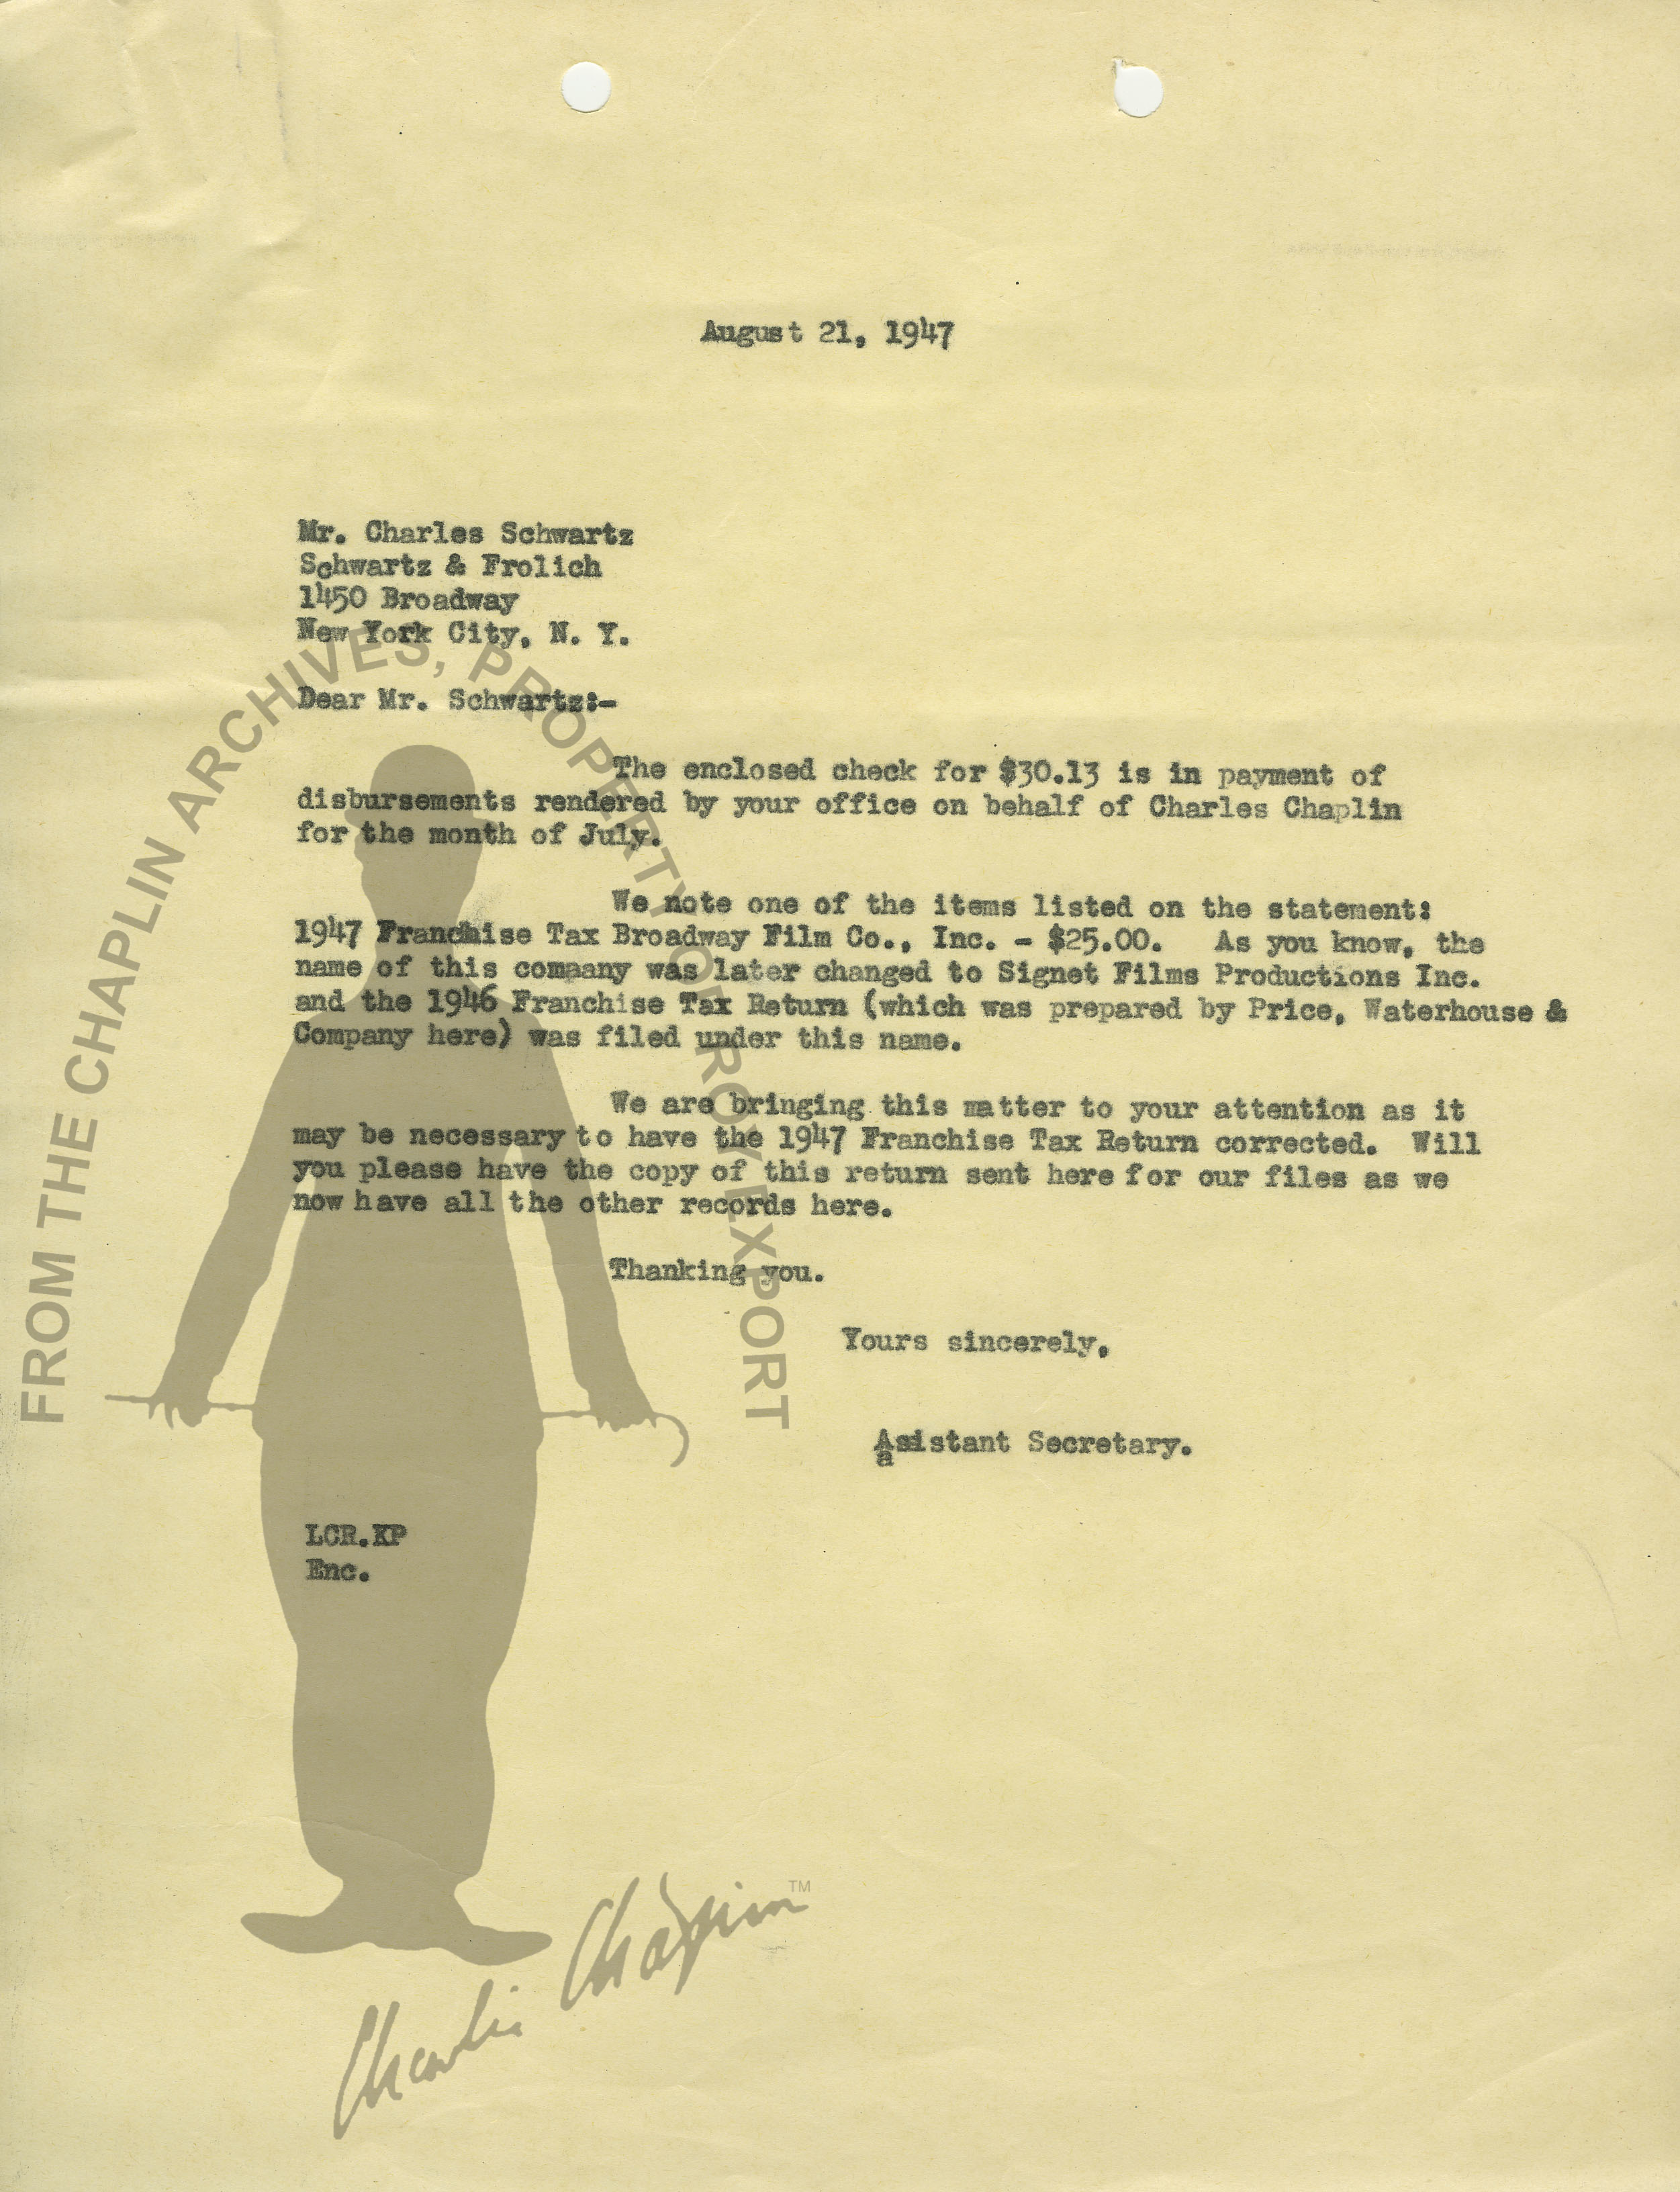 August 21, 1947
Mr. Charles Schwartz
Schwartz & Frolich
1450 Broadway
New York City, N. Y.
Dear Mr. Schwartz:-
The enclosed check for $30.13 is in payment of
disbursements rendered by your office on behalf of Charles Chaplin
for the month of July.
We note one of the items listed on the statement:
1947 Franchise Tax Broadway Film Co., Inc. - $25.00. As you know, the
name of this compaany was later changed to Signet Films Productions Inc.
and the 1946 Franchise Tax Return (which was prepared by Price, Waterhouse &
Company here) was filed under this name.
We are bringing this matter to your attention as it
may be necessary to have the 1947 Franchise Tax Return corrected. Will
you please have the copy of this return sent here for our files as we
now have all the other records here.
Thanking you.
Yours sincerely,
Assistant Secretary.
LCR.KP
Enc.
FROM THE CHAPLIN ARCHIVES, PROPERTY OF ROY EXPORT
Charlie Chaplin™